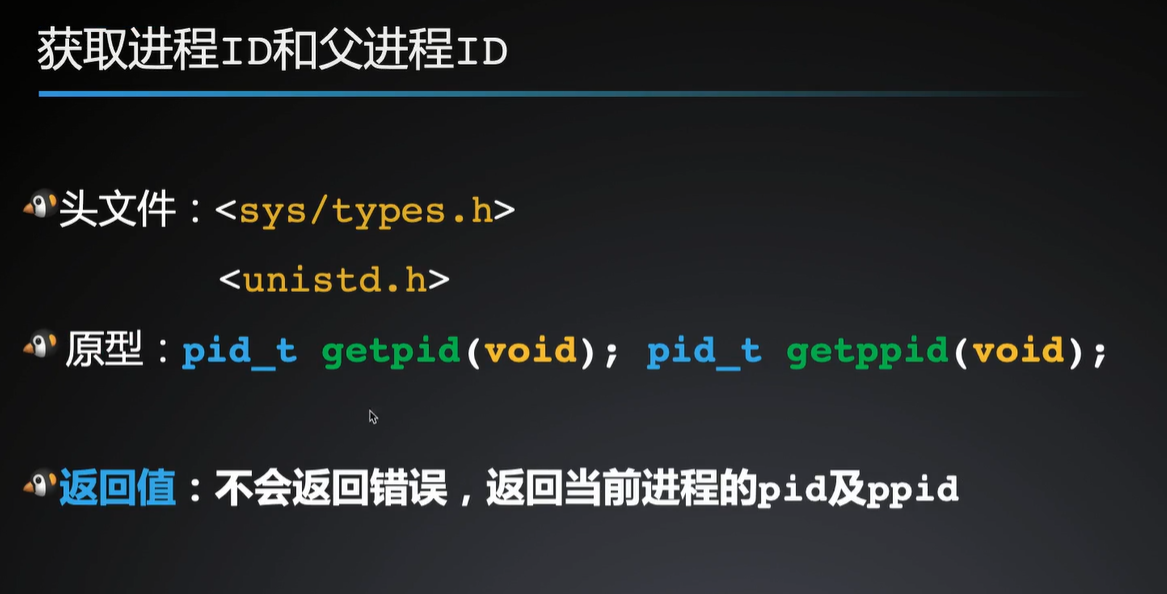 获取进程ID和父进程ID
头文件：<sys/types.h>
<unistd.h>
原型：pid_t getpid(void); pid_t getppid(void);
返回值：不会返回错误，返回当前进程的pid及ppid